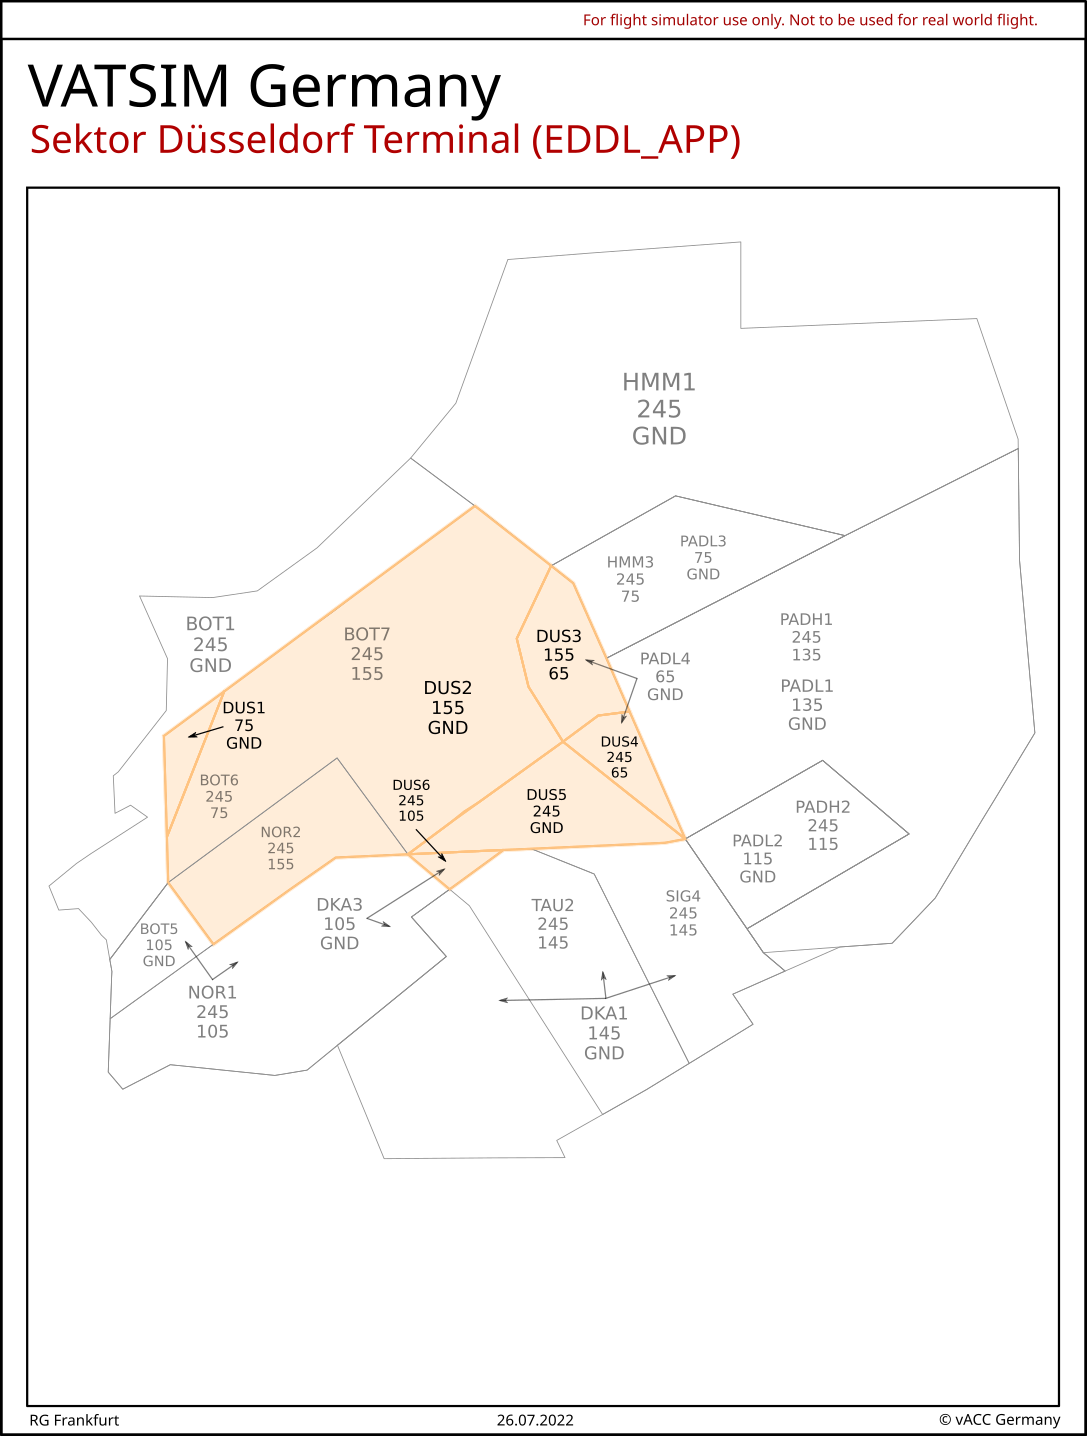 For flight simulator use only. Not to be used for real world flight.
VATSIM Germany
Sektor Düsseldorf Terminal (EDDL_APP)
HMM1
245
GND
HMM3
245
75
PADL3
75
GND
BOT1
245
GND
BOT7
245
155
DUS3
155
65
PADL4
65
GND
PADH1
245
135
PADL1
135
GND
DUS2
155
GND
DUS1
75
GND
DUS4
245
65
BOT6
245
75
DUS6
245
105
DUS5
245
GND
NOR2
245
155
PADH2
245
115
PADL2
115
GND
DKA3
105
GND
TAU2
245
145
SIG4
245
145
BOT5
105
GND
NOR1
245
105
DKA1
145
GND
RG Frankfurt
26.07.2022
© vACC Germany